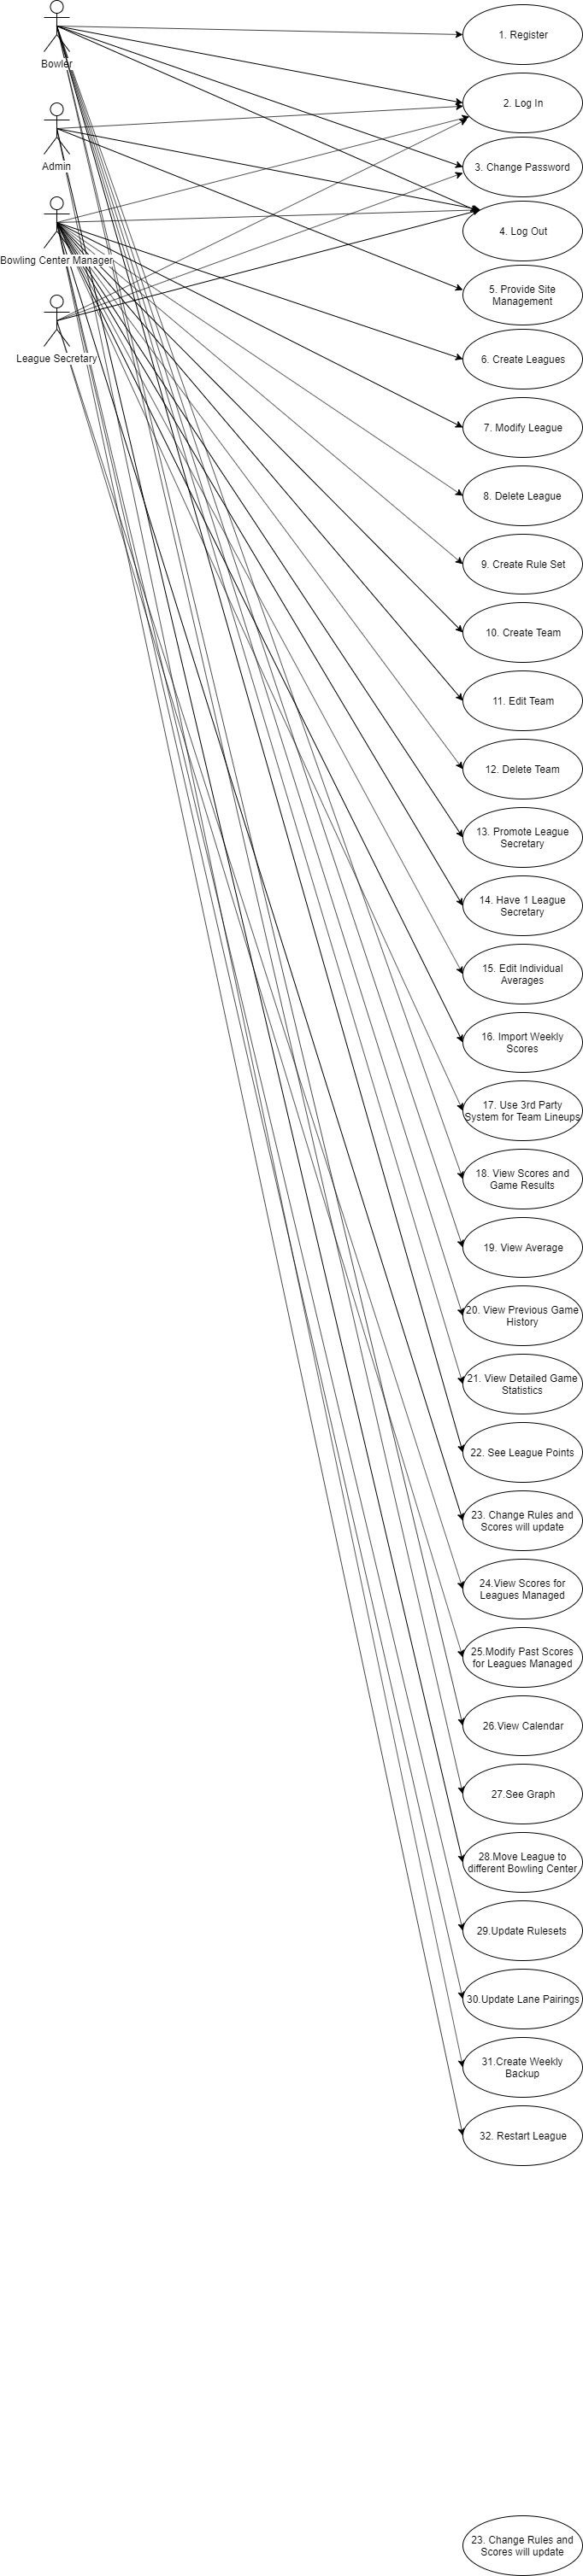 Bowler
Admin
Bowling Center Manager
League Secretary
1. Register
2. Log In
3. Change Password
4. Log Out
5. Provide Site
Management
6. Create Leagues
7. Modify League
8. Delete League
9. Create Rule Set
10. Create Team
11. Edit Team
12. Delete Team
13. Promote League
Secretary
14. Have 1 League
Secretary
15. Edit Individual
Averages
16. Import Weekly
Scores
17. Use 3rd Party
System for Team Lineups
18. View Scores and
Game Results
19. View Average
20. View Previous Game
History
21. View Detailed Game
Statistics
22. See League Points
23. Change Rules and
Scores will update
24.View Scores for
Leagues Managed
25.Modify Past Scores
for Leagues Managed
26.View Calendar
27.See Graph
28.Move League to
different Bowling Center
29.Update Rulesets
30.Update Lane Pairings
31.Create Weekly
Backup
32. Restart League
23. Change Rules and
Scores will update